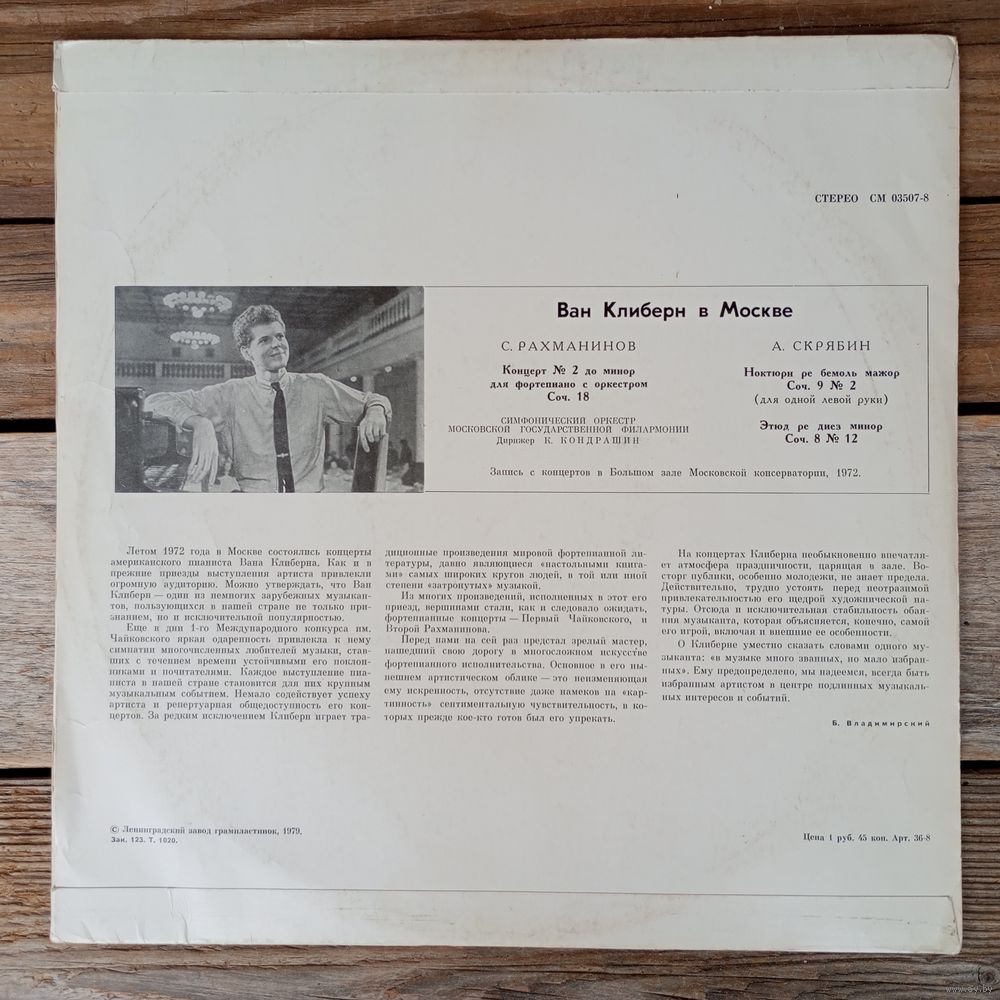 СТЕРЕО СМ 03507-8
Ван Клиберн в Москве
С. РАХМАНИНОВ
Концерт № 2 до минор
для фортепиано с оркестром
Соч. 18
СИМФОНИЧЕСКИЙ ОРКЕСТР
МОСКОВСКОЙ ГОСУДАРСТВЕННОЙ ФИЛАРМОНИИ
Дирижер К. КОНДРАШИН
А. СКРЯБИН
Ноктюрн ре бемоль мажор
Соч. 9 № 2
(для одной левой руки)
Этюд ре диез минор
Соч. 8 № 12
Запись с концертов в Большом зале Московской консерватории, 1972.
Летом 1972 года в Москве состоялись концерты
американского пианиста Вана Клиберна. Как и в
прежние приезды выступления артиста привлекли
огромную аудиторию. Можно утверждать, что Ван
Клиберн — один из немногих зарубежных музыкан-
тов, пользующихся в нашей стране не только при-
знанием, но и исключительной популярностью.
Еще в дни 1-го Международного конкурса им.
Чайковского яркая одаренность привлекла к нему
симпатии многочисленных любителей музыки, став-
ших с течением времени устойчивыми его поклон-
никами и почитателями. Каждое выступление пиа-
ниста в нашей стране становится для них крупным
музыкальным событием. Немало содействует успеху
артиста и репертуарная общедоступность его кон-
цертов. За редким исключением Клиберн играет тра-
диционные произведения мировой фортепианной ли-
тературы, давно являющиеся «настольными книга-
ми» самых широких кругов людей, в той или иной
степени «затронутых» музыкой.
Из многих произведений, исполненных в этот его
приезд, вершинами стали, как и следовало ожидать,
фортепианные концерты — Первый Чайковского, и
Второй Рахманинова.
Перед нами на сей раз предстал зрелый мастер,
нашедший свою дорогу в многосложном искусстве
фортепианного исполнительства. Основное в его ны-
нешнем артистическом облике — это неизменяющая
ему искренность, отсутствие даже намеков на «кар-
тинность» сентиментальную чувствительность, в ко-
торых прежде кое-кто готов был его упрекать.
На концертах Клиберна необыкновенно впечатля-
ет атмосфера праздничности, царящая в зале. Во-
сторг публики, особенно молодежи, не знает предела.
Действительно, трудно устоять перед неотразимой
привлекательностью его щедрой художнической на-
туры. Отсюда и исключительная стабильность обая-
ния музыканта, которая объясняется, конечно, самой
его игрой, включая и внешние ее особенности.
О Клиберне уместно сказать словами одного му-
зыканта: «в музыке много званных, но мало избран-
ных». Ему предопределено, мы надеемся, всегда быть
избранным артистом в центре подлинных музыкаль-
ных интересов и событий.
Б. Владимирский
© Ленинградский завод грампластинок, 1979.
Зак. 123. Т. 1020.
Цена 1 руб. 45 коп. Арт. 36-8